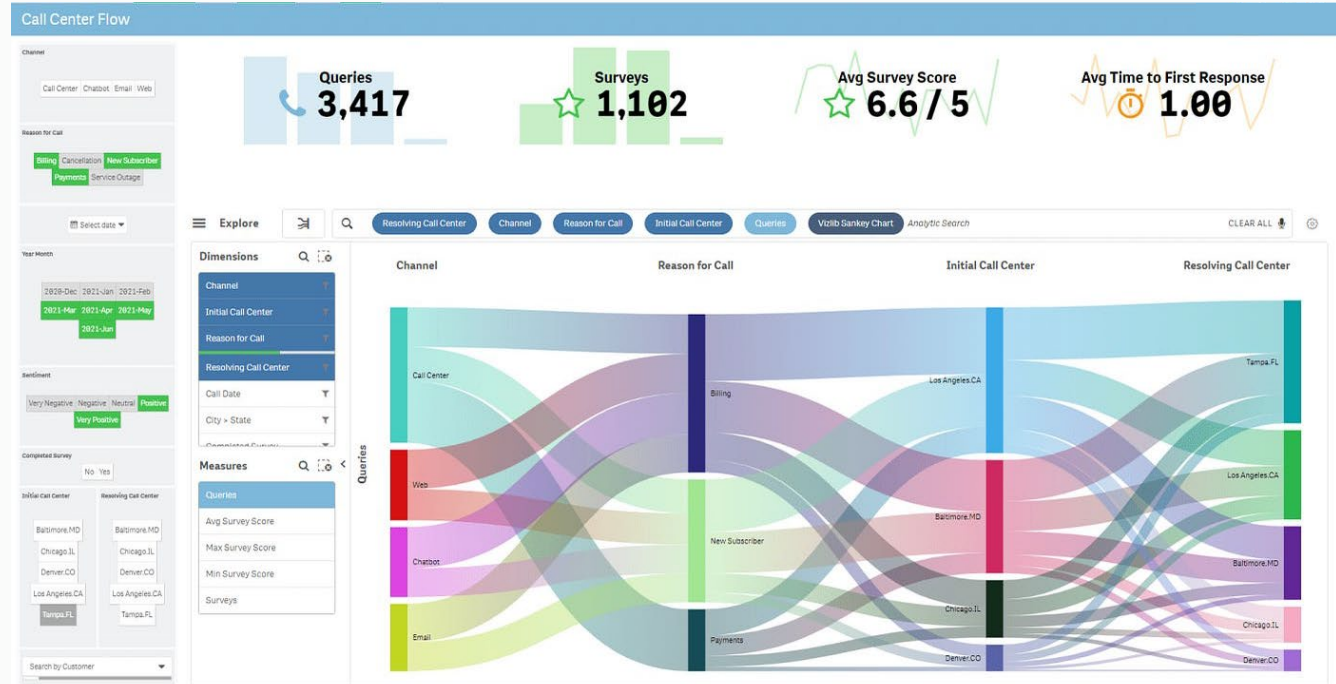 Call Center Flow
Channel
Call Center Chatbot Email Web
Reason for Call
Billing Cancellation New Subscriber
Payments Service Outage
Select date
Year Month
2020-Dec 2021-Jan 2021-Feb
2021-Mar 2021-Apr 2021-May
2021-Jun
Sentiment
Very Negative Negative Neutral Positive
Very Positive
Completed Survey
No Yes
Initial Call Center
Baltimore.MD
Chicago.IL
Denver.CO
Los Angeles.CA
Tampa.FL
Resolving Call Center
Baltimore.MD
Chicago.IL
Denver.CO
Los Angeles.CA
Tampa.FL
Search by Customer
Queries
3,417
Surveys
1,102
Avg Survey Score
6.6 / 5
Avg Time to First Response
1.00
Explore
Resolving Call Center Channel Reason for Call Initial Call Center Queries Vizlib Sankey Chart Analytic Search CLEAR ALL
Dimensions
Channel
Initial Call Center
Reason for Call
Resolving Call Center
Call Date
City > State
Completed Survey
Measures
Queries
Avg Survey Score
Max Survey Score
Min Survey Score
Surveys
Queries
Channel
Reason for Call
Initial Call Center
Resolving Call Center
Call Center
Web
Chatbot
Email
Billing
New Subscriber
Payments
Los Angeles.CA
Baltimore.MD
Chicago.IL
Denver.CO
Tampa.FL
Los Angeles.CA
Baltimore.MD
Chicago.IL
Denver.CO